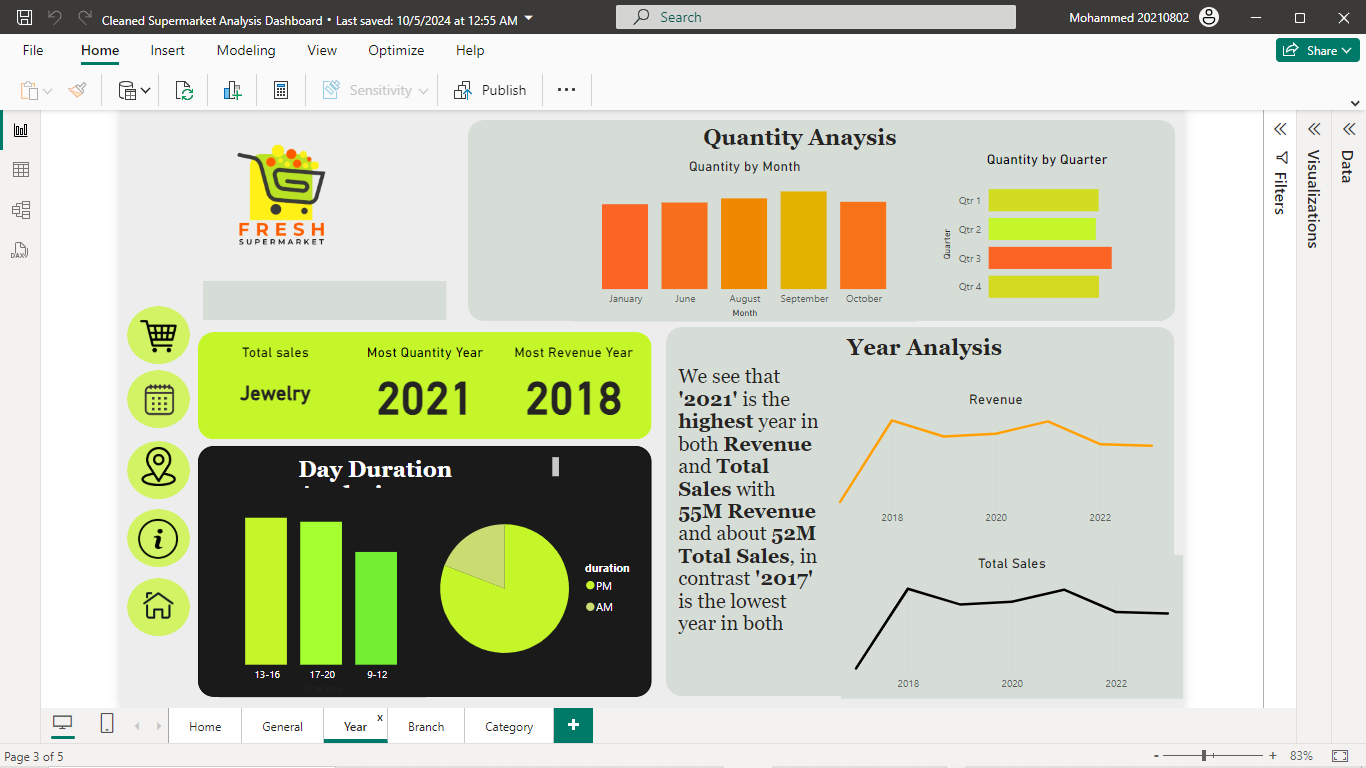 Cleaned Supermarket Analysis Dashboard • Last saved: 10/5/2024 at 12:55 AM
Search
Mohammed 20210802
File Home Insert Modeling View Optimize Help
Share
Sensitivity
Publish
DAX
FRESH
SUPERMARKET
Quantity Anaysis
Quantity by Month
January June August September October
Month
Quantity by Quarter
Quarter
Qtr 1
Qtr 2
Qtr 3
Qtr 4
Filters
Visualizations
Data
Total sales
Jewelry
Most Quantity Year
2021
Most Revenue Year
2018
Day Duration
13-16 17-20 9-12
duration
PM
AM
Year Analysis
We see that
'2021' is the
highest year in
both Revenue
and Total
Sales with
55M Revenue
and about 52M
Total Sales, in
contrast '2017'
is the lowest
year in both
Revenue
2018 2020 2022
Total Sales
2018 2020 2022
Home General Year x Branch Category +
Page 3 of 5
- + 83%